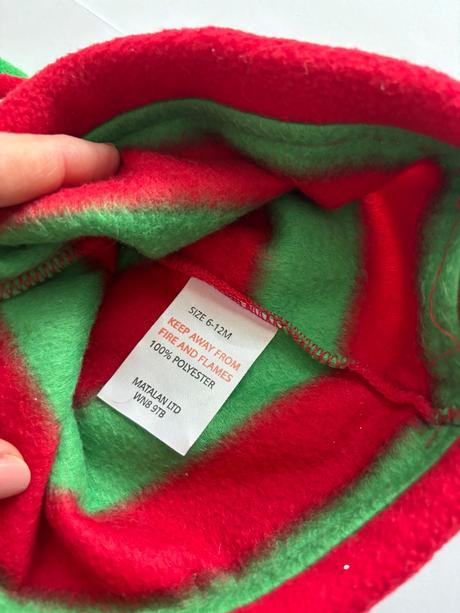 SIZE 6-12M
KEEP AWAY FROM
FIRE AND FLAMES
100% POLYESTER
MATALAN LTD
WN8 9TB